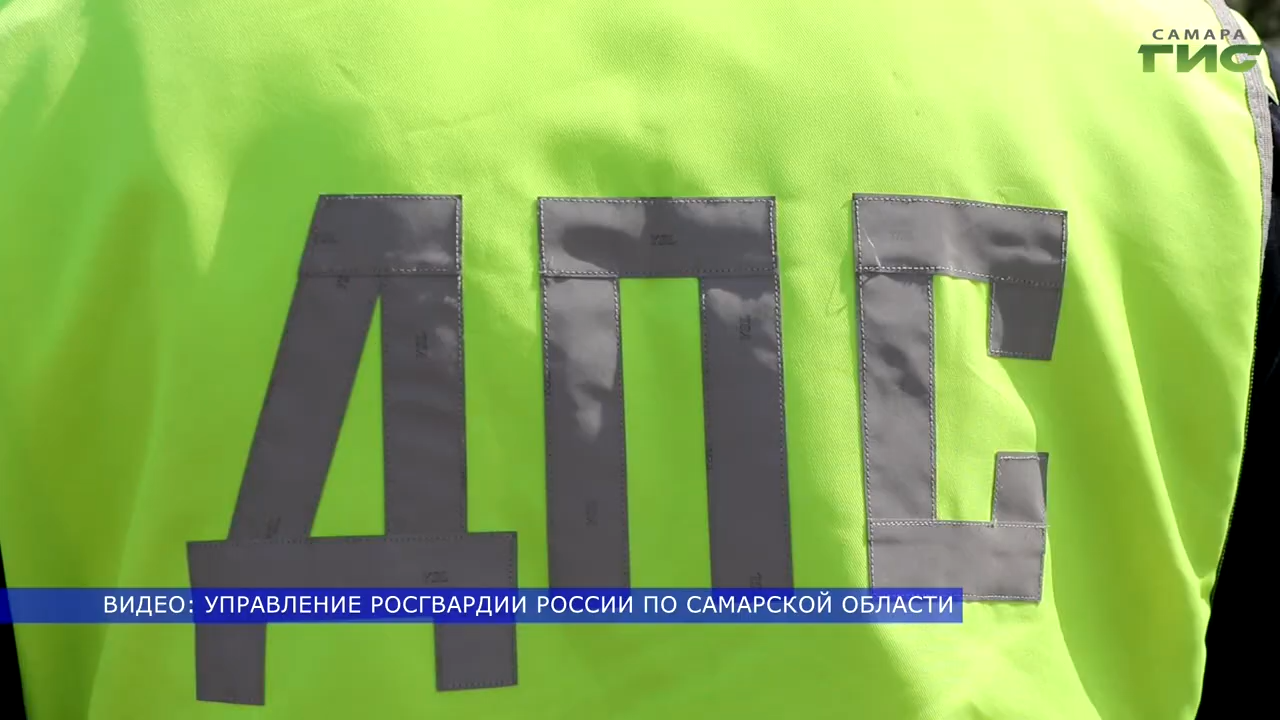 САМАРА
ГИС
ДПС
ВИДЕО: УПРАВЛЕНИЕ РОСГВАРДИИ РОССИИ ПО САМАРСКОЙ ОБЛАСТИ